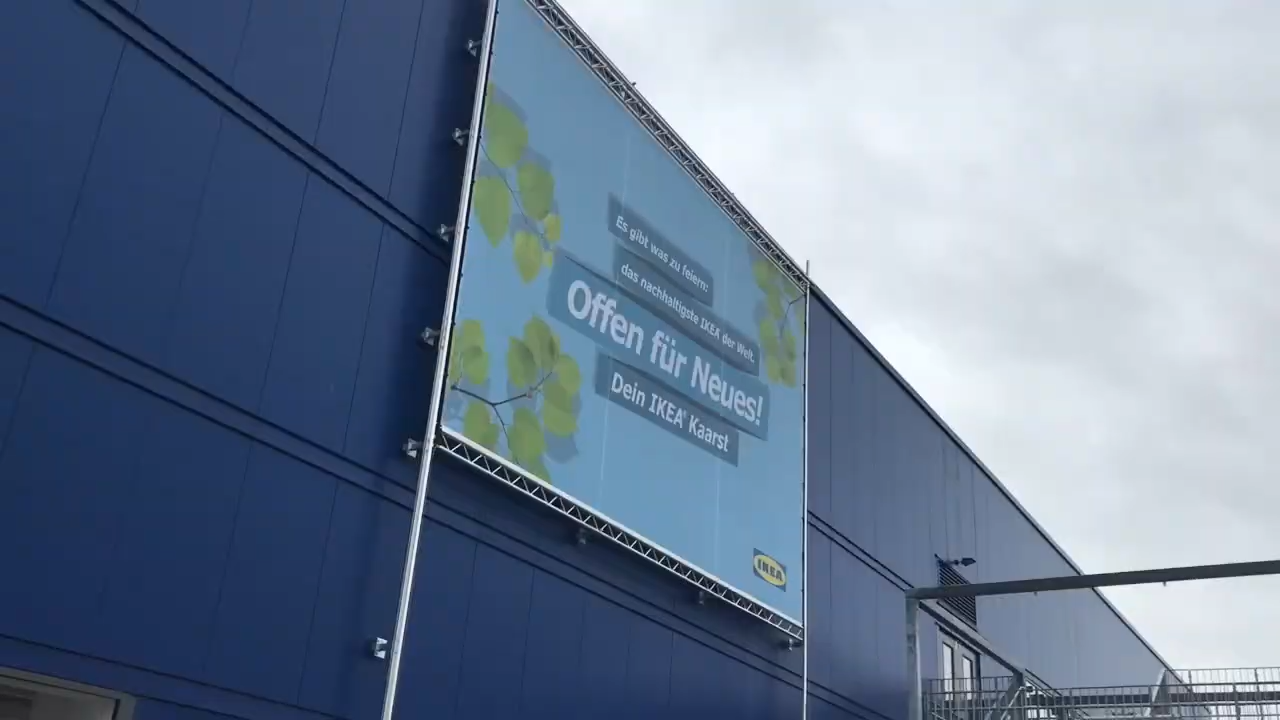 Es gibt was zu feiern:
das nachhaltigste IKEA der Welt.
Offen für Neues!
Dein IKEA® Kaarst
IKEA